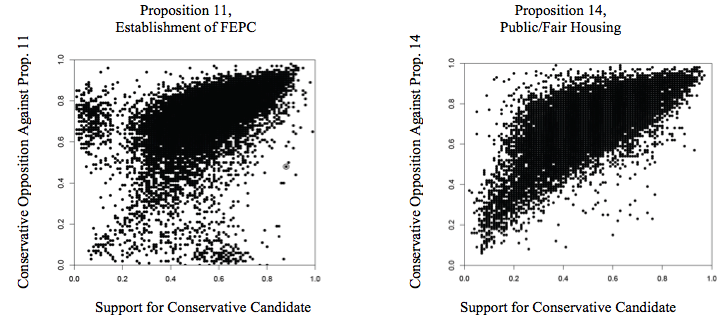 Proposition 11,
Establishment of FEPC
Conservative Opposition Against Prop. 11
1.0
0.8
0.6
0.4
0.2
0.0
0.0 0.2 0.4 0.6 0.8 1.0
Support for Conservative Candidate
Proposition 14,
Public/Fair Housing
Conservative Opposition Against Prop. 14
1.0
0.8
0.6
0.4
0.2
0.0
0.0 0.2 0.4 0.6 0.8 1.0
Support for Conservative Candidate